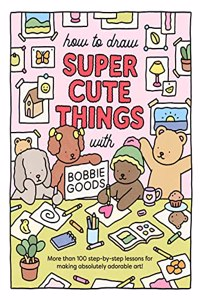 how to draw
SUPER
CUTE
THINGS
with
BOBBIE
GOODS
More than 100 step-by-step lessons for
making absolutely adorable art!